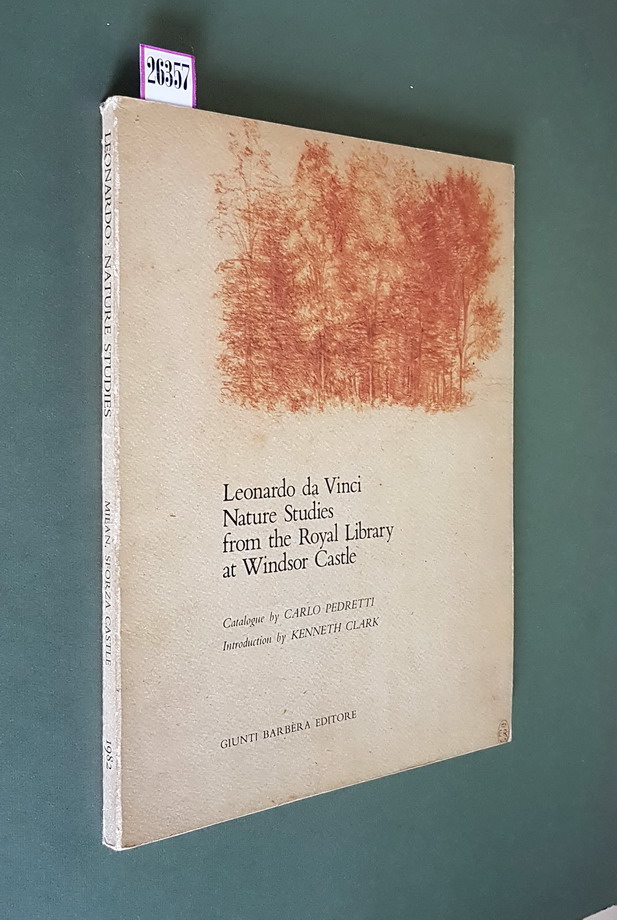 26357
LEONARDO: NATURE STUDIES
MILAN, SFORZA CASTLE
1982
Leonardo da Vinci
Nature Studies
from the Royal Library
at Windsor Castle
Catalogue by CARLO PEDRETTI
Introduction by KENNETH CLARK
GIUNTI BARBÈRA EDITORE